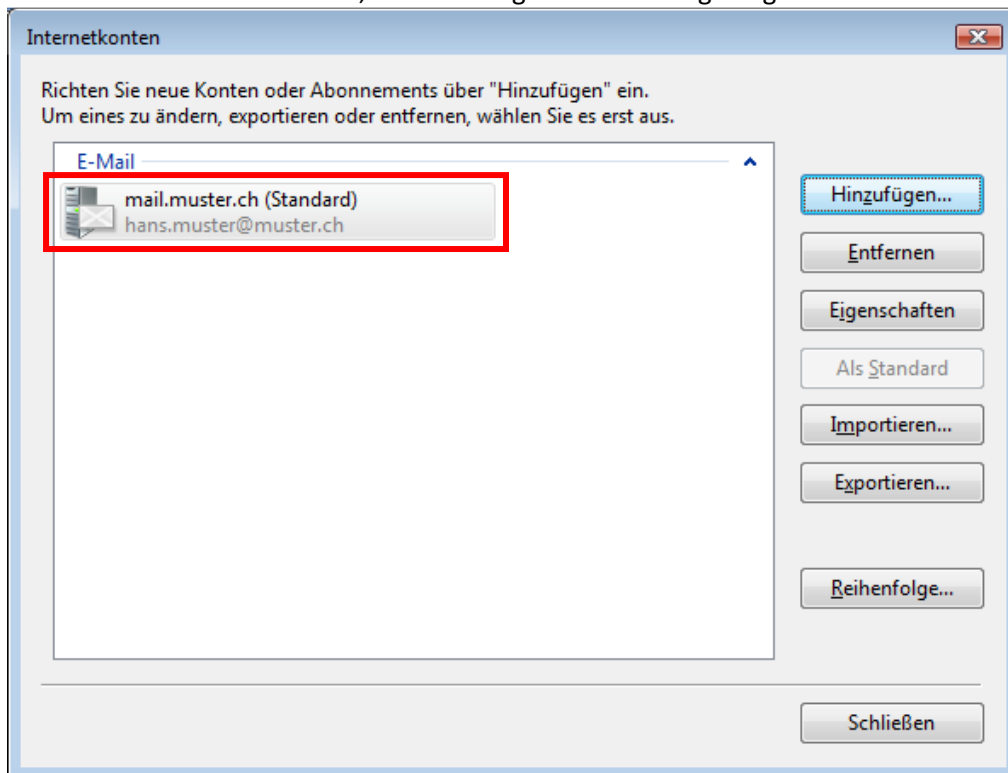 Internetkonten
Richten Sie neue Konten oder Abonnements über "Hinzufügen" ein.
Um eines zu ändern, exportieren oder entfernen, wählen Sie es erst aus.
E-Mail
mail.muster.ch (Standard)
hans.muster@muster.ch
Hinzufügen...
Entfernen
Eigenschaften
Als Standard
Importieren...
Exportieren...
Reihenfolge...
Schließen